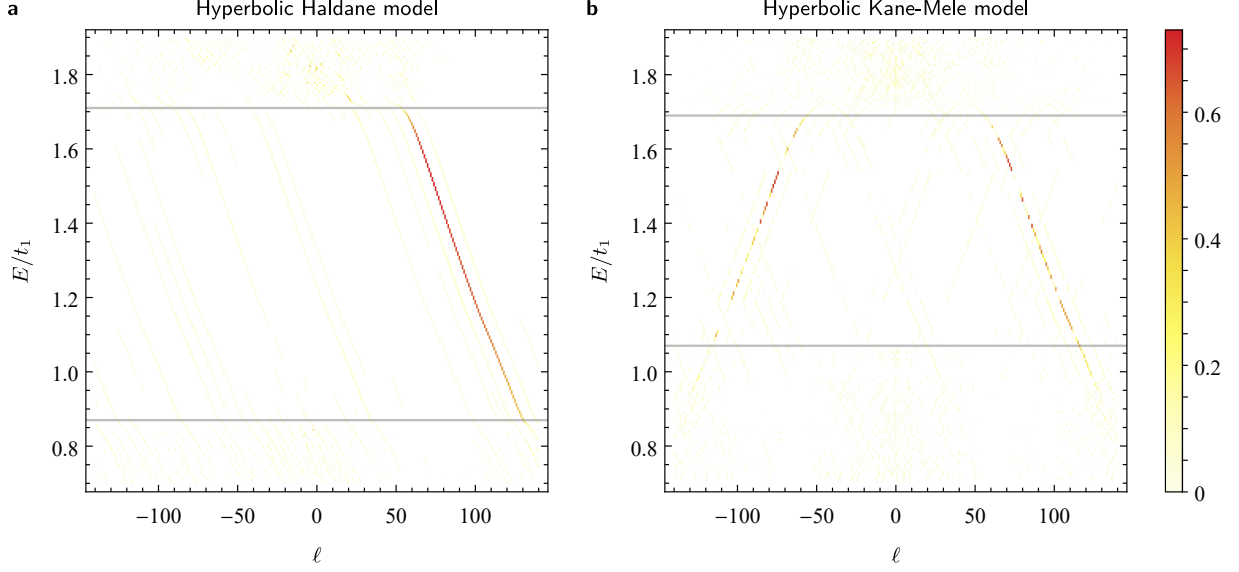 a Hyperbolic Haldane model
b Hyperbolic Kane-Mele model
E/t₁
1.8
1.6
1.4
1.2
1.0
0.8
−100 −50 0 50 100
ℓ
E/t₁
1.8
1.6
1.4
1.2
1.0
0.8
−100 −50 0 50 100
ℓ
0.6
0.4
0.2
0